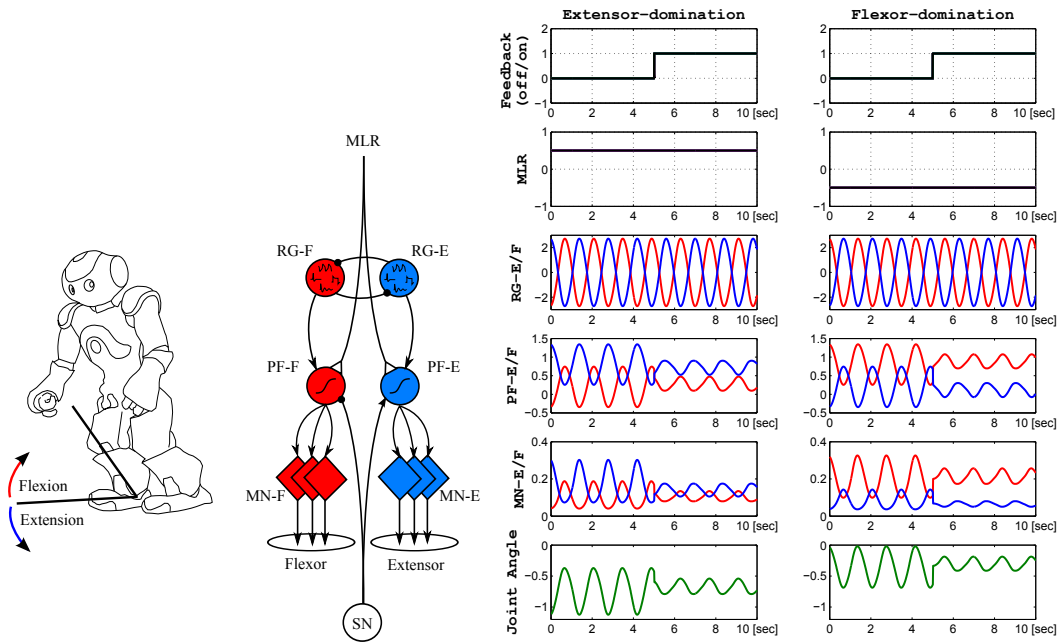 Flexion
Extension
MLR
RG-F
RG-E
PF-F
PF-E
MN-F
MN-E
Flexor
Extensor
SN
Extensor-domination
Flexor-domination
Feedback
(off/on)
2
1
0
-1
0 2 4 6 8 10 [sec]
2
1
0
-1
0 2 4 6 8 10 [sec]
MLR
1
0
-1
0 2 4 6 8 10 [sec]
1
0
-1
0 2 4 6 8 10 [sec]
RG-E/F
2
0
-2
0 2 4 6 8 10 [sec]
2
0
-2
0 2 4 6 8 10 [sec]
PF-E/F
1.5
1
0.5
0
-0.5
0 2 4 6 8 10 [sec]
1.5
1
0.5
0
-0.5
0 2 4 6 8 10 [sec]
MN-E/F
0.4
0.2
0
0 2 4 6 8 10 [sec]
0.4
0.2
0
0 2 4 6 8 10 [sec]
Joint Angle
0
-0.5
-1
0 2 4 6 8 10 [sec]
0
-0.5
-1
0 2 4 6 8 10 [sec]